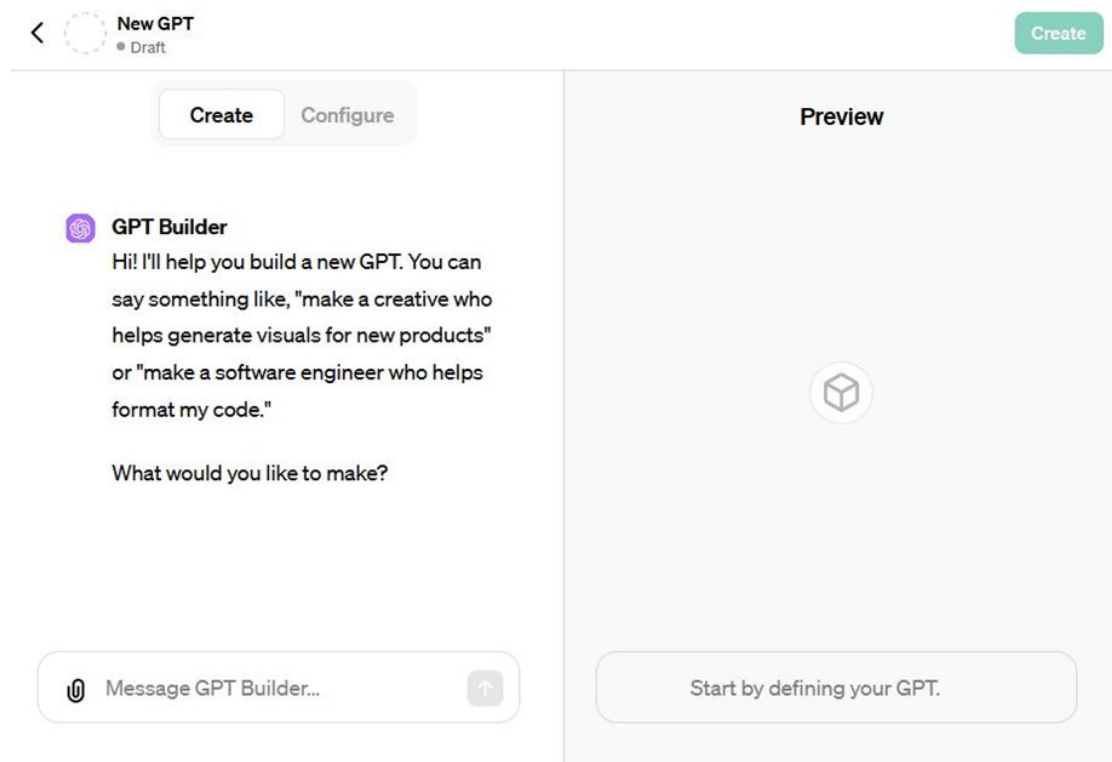 New GPT
Draft
Create
Create
Configure
GPT Builder
Hi! I'll help you build a new GPT. You can
say something like, "make a creative who
helps generate visuals for new products"
or "make a software engineer who helps
format my code."
What would you like to make?
Message GPT Builder...
Preview
Start by defining your GPT.